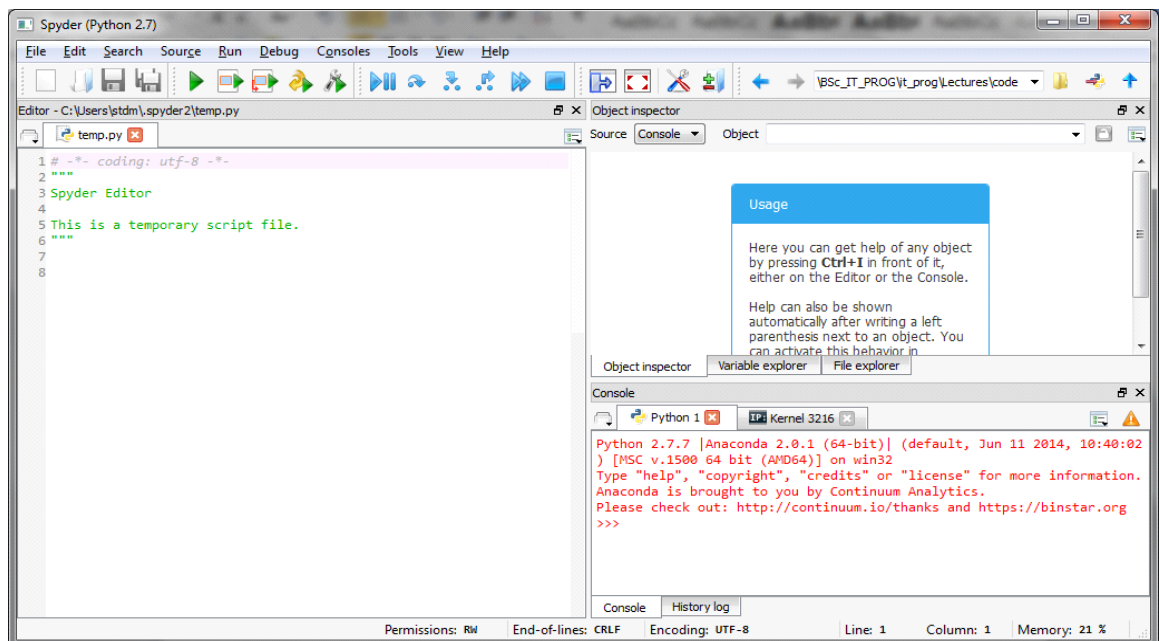 Spyder (Python 2.7)
File Edit Search Source Run Debug Consoles Tools View Help
\BSc_IT_PROG\it_prog\Lectures\code
Editor - C:\Users\stdm\.spyder2\temp.py
temp.py
1 # -*- coding: utf-8 -*-
2 """
3 Spyder Editor
4
5 This is a temporary script file.
6 """
7
8
Object inspector
Source Console Object
Usage
Here you can get help of any object
by pressing Ctrl+I in front of it,
either on the Editor or the Console.
Help can also be shown
automatically after writing a left
parenthesis next to an object. You
can activate this behavior in
Object inspector Variable explorer File explorer
Console
Python 1 IP: Kernel 3216
Python 2.7.7 |Anaconda 2.0.1 (64-bit)| (default, Jun 11 2014, 10:40:02
) [MSC v.1500 64 bit (AMD64)] on win32
Type "help", "copyright", "credits" or "license" for more information.
Anaconda is brought to you by Continuum Analytics.
Please check out: http://continuum.io/thanks and https://binstar.org
>>>
Console History log
Permissions: RW End-of-lines: CRLF Encoding: UTF-8 Line: 1 Column: 1 Memory: 21 %